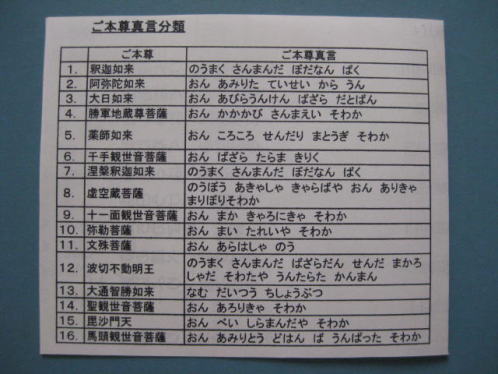 ご本尊真言分類
ご本尊 ご本尊真言
1. 釈迦如来 のうまく さんまんだ ぼだなん ばく
2. 阿弥陀如来 おん あみりた ていせい から うん
3. 大日如来 おん あびらうんけん ばざら だとばん
4. 勝軍地蔵尊菩薩 おん かかかび さんまえい そわか
5. 薬師如来 おん ころころ せんだり まとうぎ そわか
6. 千手観世音菩薩 おん ばざら たらま きりく
7. 涅槃釈迦如来 のうまく さんまんだ ぼだなん ばく
8. 虚空蔵菩薩 のうぼう あきゃしゃ きゃらばや おん ありきゃ
まりぼりそわか
9. 十一面観世音菩薩 おん まか きゃろにきゃ そわか
10. 弥勒菩薩 おん まい たれいや そわか
11. 文殊菩薩 おん あらはしゃ のう
12. 波切不動明王 のうまく さんまんだ ばざらだん せんだ まかろ
しゃだ そわたや うんたらた かんまん
13. 大通智勝如来 なむ だいつう ちしょうぶつ
14. 聖観世音菩薩 おん あろりきゃ そわか
15. 毘沙門天 おん べい しらまんだや そわか
16. 馬頭観世音菩薩 おん あみりとう どはん ば うんぱった そわか